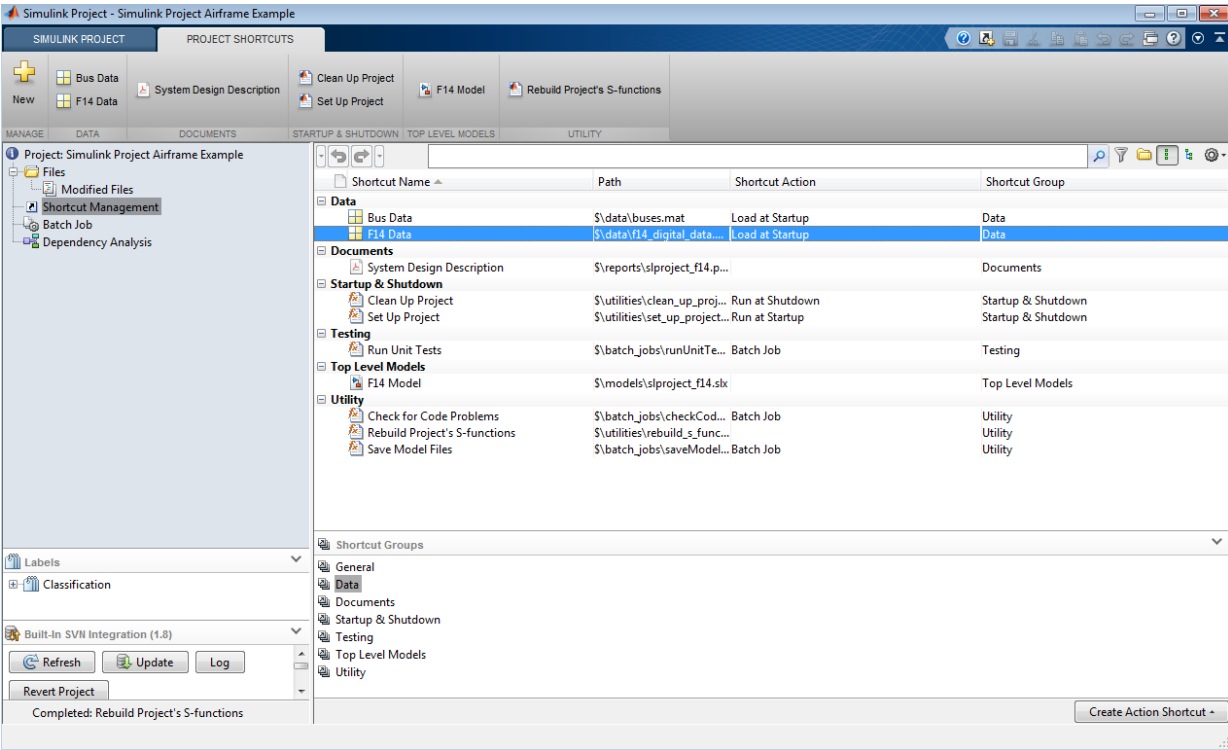 Simulink Project - Simulink Project Airframe Example
SIMULINK PROJECT PROJECT SHORTCUTS
New
Bus Data
F14 Data
System Design Description
Clean Up Project
Set Up Project
F14 Model
Rebuild Project's S-functions
MANAGE DATA DOCUMENTS STARTUP & SHUTDOWN TOP LEVEL MODELS UTILITY
Project: Simulink Project Airframe Example
Files
Modified Files
Shortcut Management
Batch Job
Dependency Analysis
Shortcut Name Path Shortcut Action Shortcut Group
Data
Bus Data $\data\buses.mat Load at Startup Data
F14 Data $\data\f14_digital_data.... Load at Startup Data
Documents
System Design Description $\reports\slproject_f14.p... Documents
Startup & Shutdown
Clean Up Project $\utilities\clean_up_proj... Run at Shutdown Startup & Shutdown
Set Up Project $\utilities\set_up_project... Run at Startup Startup & Shutdown
Testing
Run Unit Tests $\batch_jobs\runUnitTe... Batch Job Testing
Top Level Models
F14 Model $\models\slproject_f14.slx Top Level Models
Utility
Check for Code Problems $\batch_jobs\checkCod... Batch Job Utility
Rebuild Project's S-functions $\utilities\rebuild_s_func... Utility
Save Model Files $\batch_jobs\saveModel... Batch Job Utility
Labels
Classification
Built-In SVN Integration (1.8)
Refresh Update Log
Revert Project
Completed: Rebuild Project's S-functions
Shortcut Groups
General
Data
Documents
Startup & Shutdown
Testing
Top Level Models
Utility
Create Action Shortcut